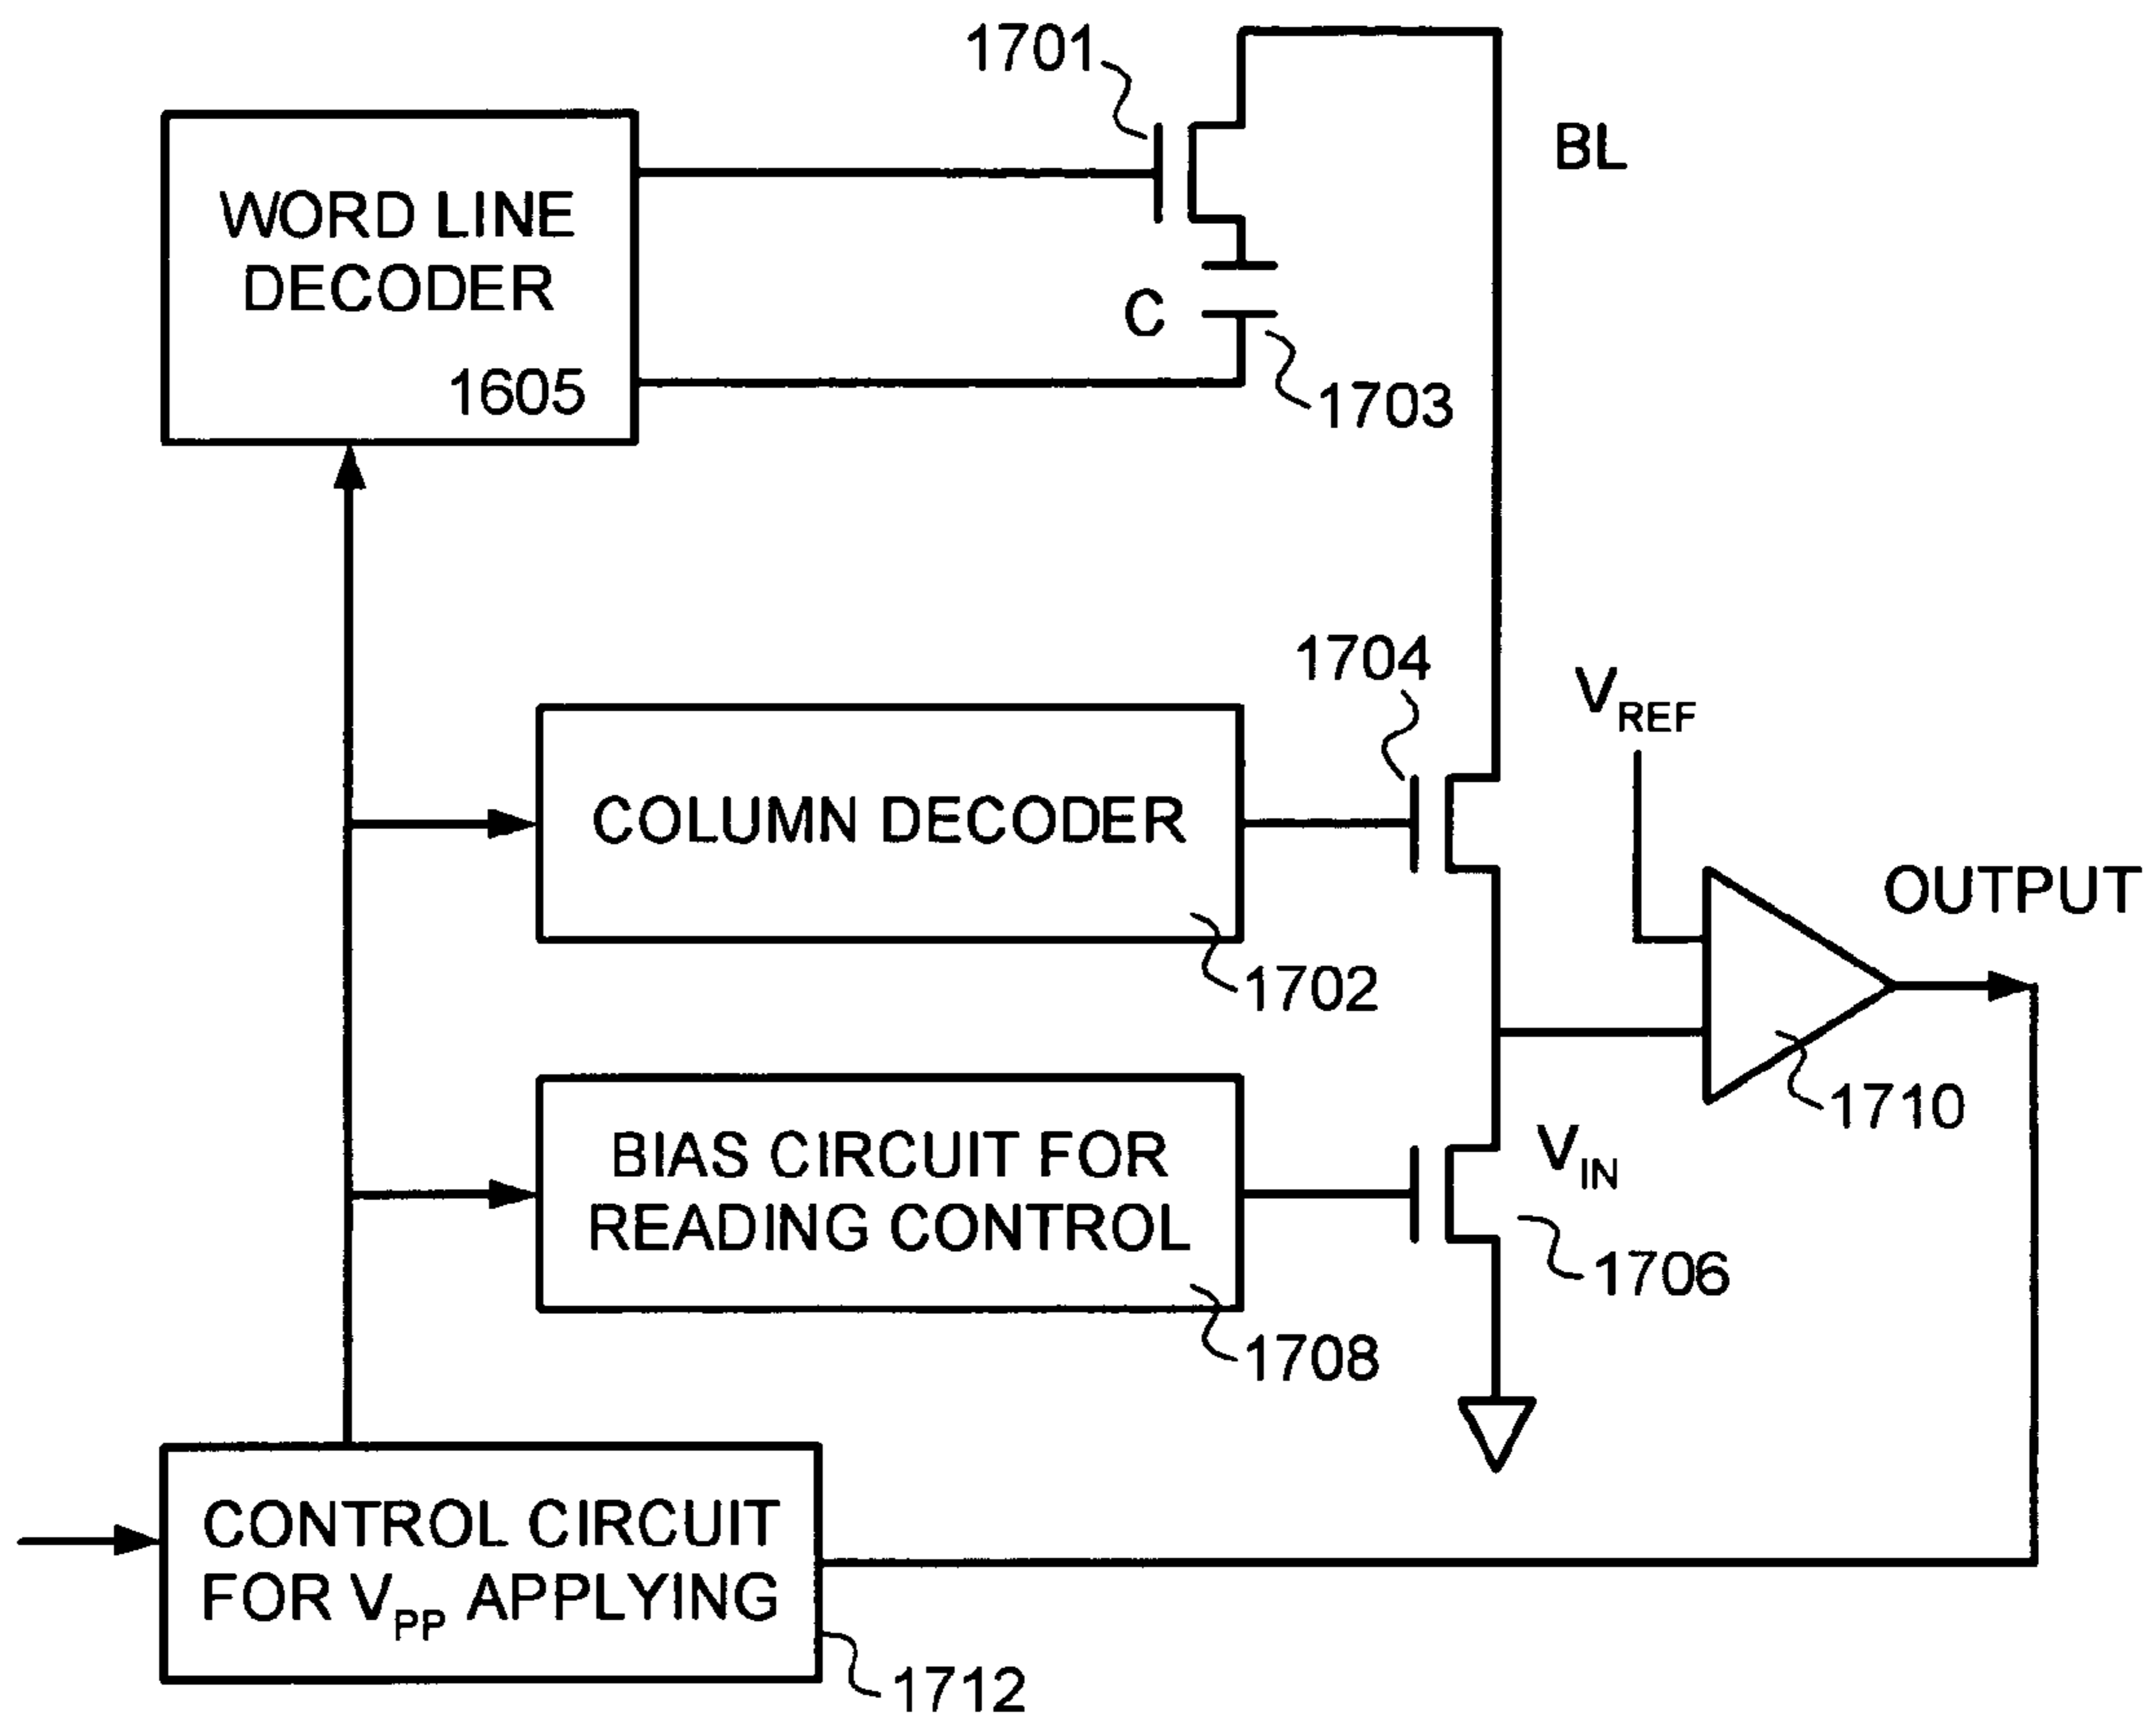 1701
BL
WORD LINE
DECODER
1605
C
1703
1704
V_REF
COLUMN DECODER
OUTPUT
1702
1710
BIAS CIRCUIT FOR
READING CONTROL
V_IN
1706
1708
CONTROL CIRCUIT
FOR V_PP APPLYING
1712